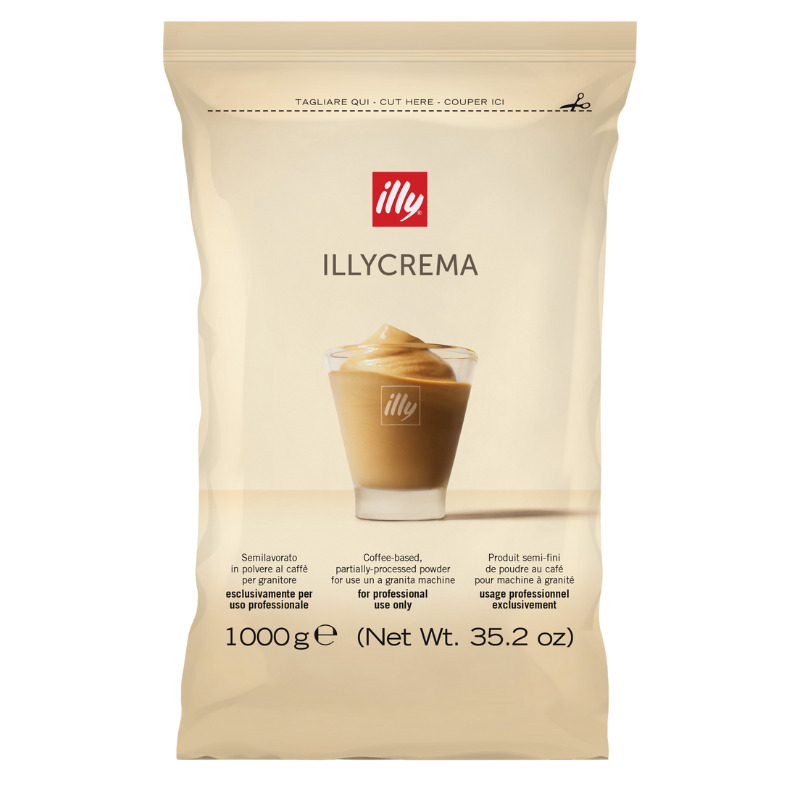 TAGLIARE QUI - CUT HERE - COUPER ICI
illy®
ILLYCREMA
illy
Semilavorato
in polvere al caffè
per granitore
esclusivamente per
uso professionale
Coffee-based,
partially-processed powder
for use un a granita machine
for professional
use only
Produit semi-fini
de poudre au café
pour machine à granité
usage professionnel
exclusivement
1000 g ℮ (Net Wt. 35.2 oz)